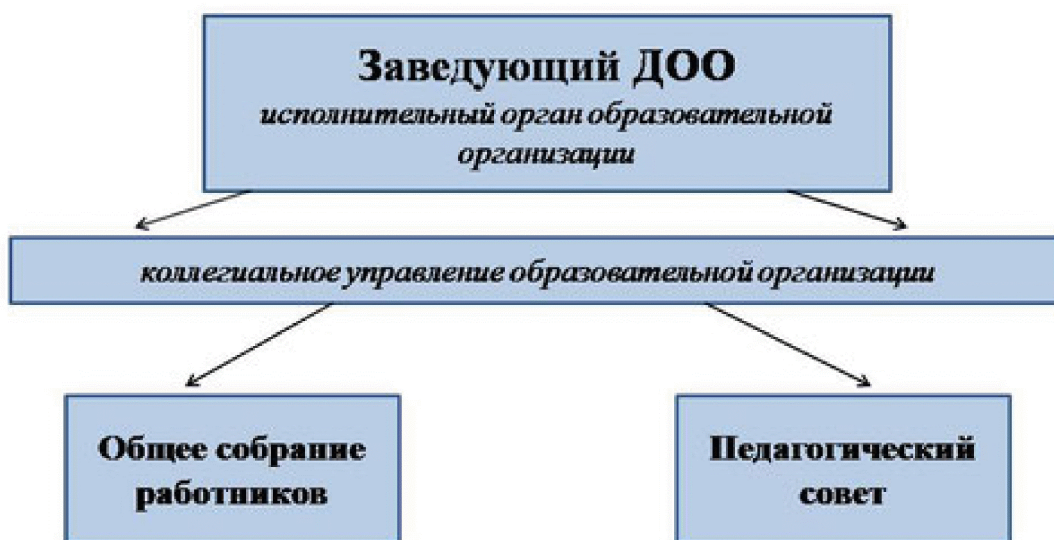 Заведующий ДОО
исполнительный орган образовательной
организации
коллегиальное управление образовательной организации
Общее собрание
работников
Педагогический
совет